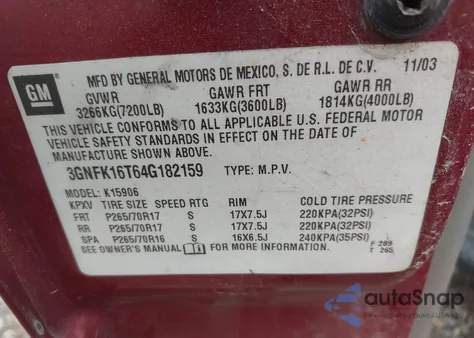 GM
MFD BY GENERAL MOTORS DE MEXICO, S. DE R.L. DE C.V. 11/03
GVWR GAWR FRT GAWR RR
3266KG(7200LB) 1633KG(3600LB) 1814KG(4000LB)
THIS VEHICLE CONFORMS TO ALL APPLICABLE U.S. FEDERAL MOTOR
VEHICLE SAFETY STANDARDS IN EFFECT ON THE DATE OF
MANUFACTURE SHOWN ABOVE.
3GNFK16T64G182159 TYPE: M.P.V.
MODEL: K15906
KPXV TIRE SIZE SPEED RTG RIM COLD TIRE PRESSURE
FRT P265/70R17 S 17X7.5J 220KPA(32PSI)
RR P265/70R17 S 17X7.5J 220KPA(32PSI)
SPA P265/70R16 S 16X6.5J 240KPA(35PSI)
SEE OWNER'S MANUAL FOR MORE INFORMATION.
F 289
T 265
autoSnap